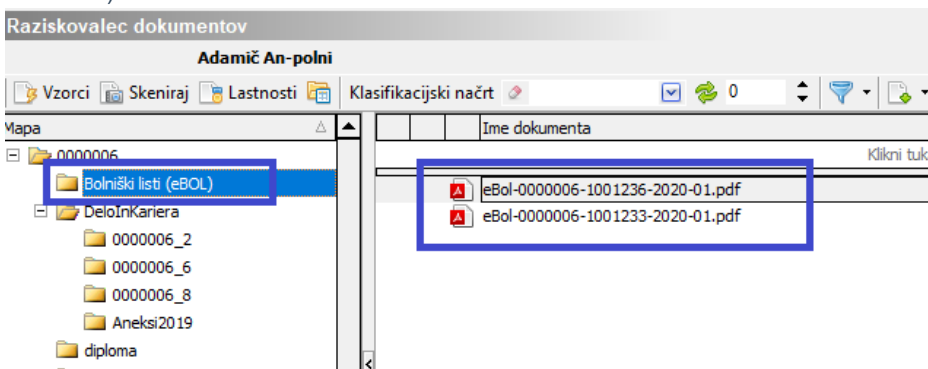 Raziskovalec dokumentov
Adamič An-polni
Vzorci Skeniraj Lastnosti Klasifikacijski načrt 0
Mapa Ime dokumenta
0000006 Klikni tuk
Bolniški listi (eBOL) eBol-0000006-1001236-2020-01.pdf
DeloInKariera eBol-0000006-1001233-2020-01.pdf
0000006_2
0000006_6
0000006_8
Aneksi2019
diploma